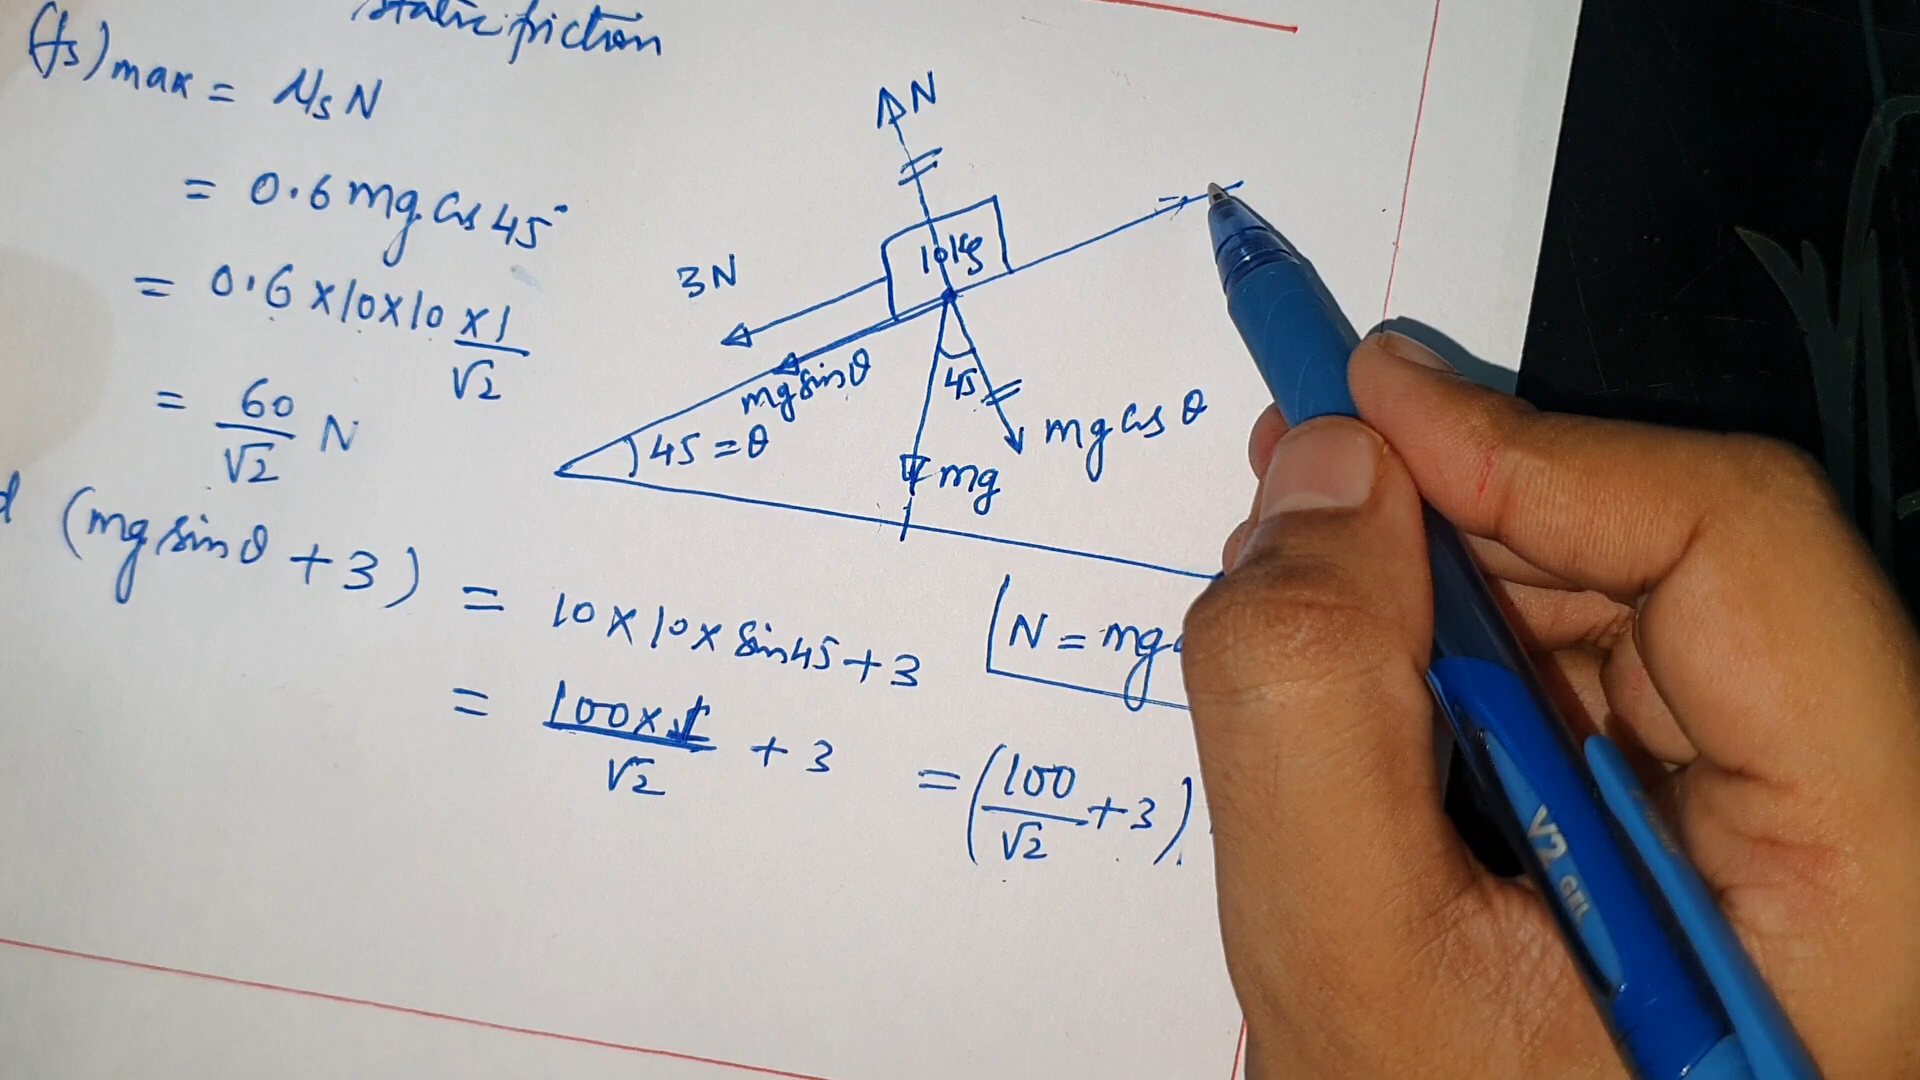 static friction
(fs)max = μs N
= 0.6 mg cos 45°
= 0.6 × 10 × 10 × 1/√2
= 60/√2 N
(mg sin θ + 3) = 10 × 10 × Sin 45 + 3
= 100 × 1/√2 + 3 = (100/√2 + 3)
N
10 kg
3N
mg sin θ
45 = θ
45
mg cos θ
mg
N = mg
V2 GEL